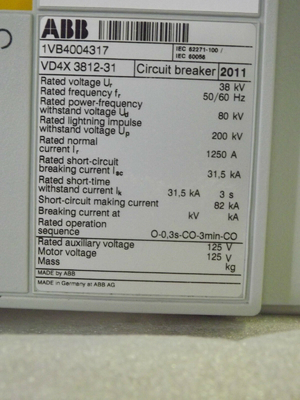 ABB
1VB4004317
IEC 62271-100 /
IEC 60056
VD4X 3812-31 Circuit breaker 2011
Rated voltage Ur 38 kV
Rated frequency fr 50/60 Hz
Rated power-frequency
withstand voltage Ud 80 kV
Rated lightning impulse
withstand voltage Up 200 kV
Rated normal
current Ir 1250 A
Rated short-circuit
breaking current Isc 31,5 kA
Rated short-time
withstand current Ik 31,5 kA 3 s
Short-circuit making current 82 kA
Breaking current at kV kA
Rated operation
sequence O-0,3s-CO-3min-CO
Rated auxiliary voltage 125 V
Motor voltage 125 V
Mass kg
MADE by ABB
MADE in Germany at ABB AG